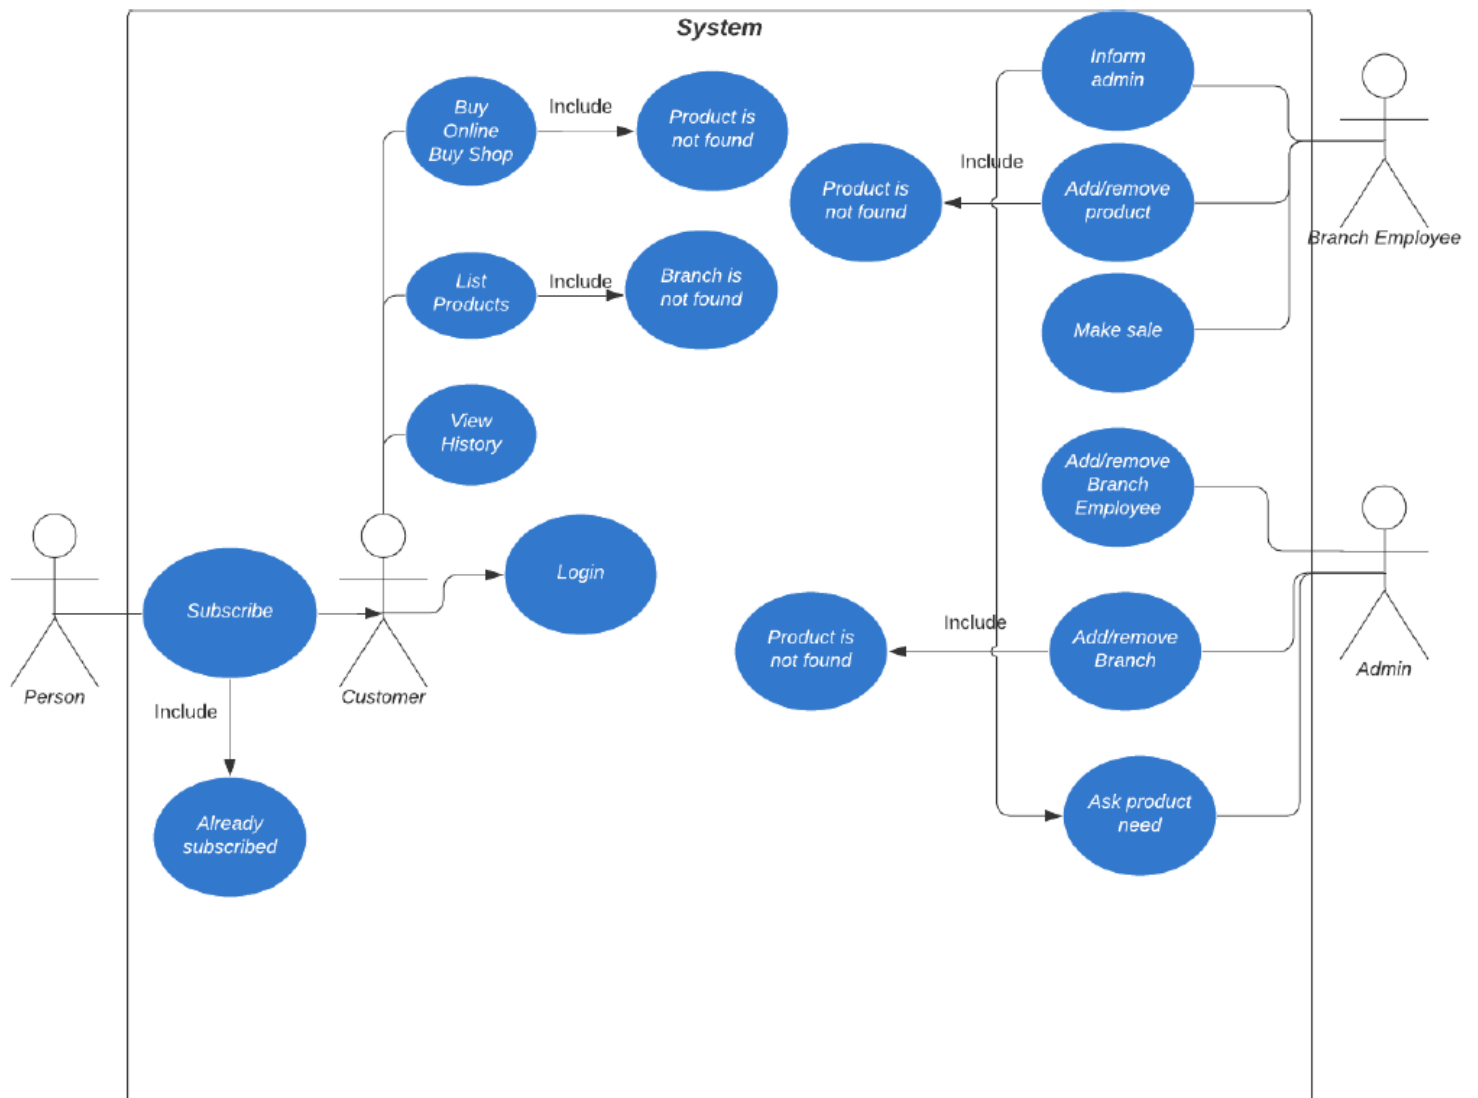 System
Buy
Online
Buy Shop
Include
Product is
not found
Inform
admin
Include
Product is
not found
Add/remove
product
Branch Employee
List
Products
Include
Branch is
not found
Make sale
View
History
Add/remove
Branch
Employee
Login
Subscribe
Person
Customer
Include
Product is
not found
Include
Add/remove
Branch
Admin
Already
subscribed
Ask product
need